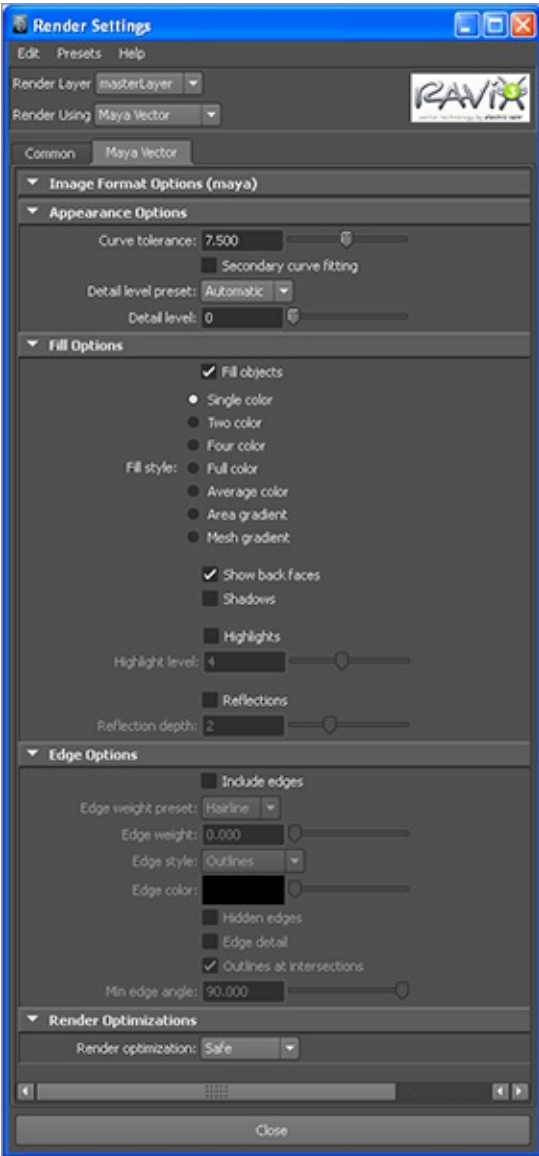 Render Settings
Edit Presets Help
Render Layer masterLayer
Render Using Maya Vector
RAViX
Common Maya Vector
Image Format Options (maya)
Appearance Options
Curve tolerance: 7.500
Secondary curve fitting
Detail level preset: Automatic
Detail level: 0
Fill Options
Fill objects
Single color
Two color
Four color
Fill style: Full color
Average color
Area gradient
Mesh gradient
Show back faces
Shadows
Highlights
Highlight level: 4
Reflections
Reflection depth: 2
Edge Options
Include edges
Edge weight preset: Hairline
Edge weight: 0.000
Edge style: Outlines
Edge color:
Hidden edges
Edge detail
Outlines at intersections
Min edge angle: 90.000
Render Optimizations
Render optimization: Safe
Close